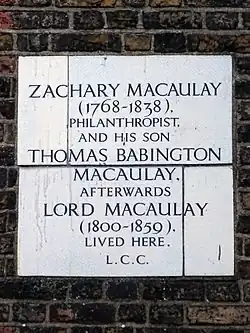 ZACHARY MACAULAY
(1768-1838),
PHILANTHROPIST,
AND HIS SON
THOMAS BABINGTON
MACAULAY,
AFTERWARDS
LORD MACAULAY
(1800-1859),
LIVED HERE.
L.C.C.